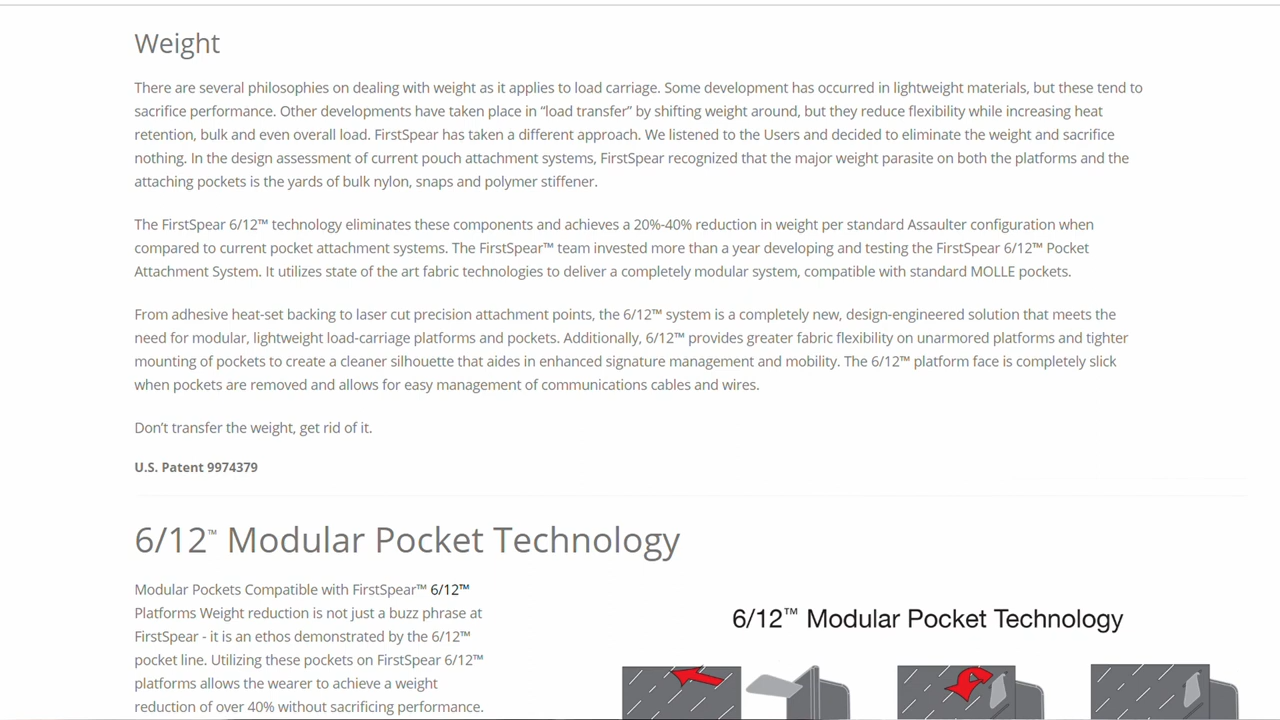 Weight
There are several philosophies on dealing with weight as it applies to load carriage. Some development has occurred in lightweight materials, but these tend to
sacrifice performance. Other developments have taken place in “load transfer” by shifting weight around, but they reduce flexibility while increasing heat
retention, bulk and even overall load. FirstSpear has taken a different approach. We listened to the Users and decided to eliminate the weight and sacrifice
nothing. In the design assessment of current pouch attachment systems, FirstSpear recognized that the major weight parasite on both the platforms and the
attaching pockets is the yards of bulk nylon, snaps and polymer stiffener.
The FirstSpear 6/12™ technology eliminates these components and achieves a 20%-40% reduction in weight per standard Assaulter configuration when
compared to current pocket attachment systems. The FirstSpear™ team invested more than a year developing and testing the FirstSpear 6/12™ Pocket
Attachment System. It utilizes state of the art fabric technologies to deliver a completely modular system, compatible with standard MOLLE pockets.
From adhesive heat-set backing to laser cut precision attachment points, the 6/12™ system is a completely new, design-engineered solution that meets the
need for modular, lightweight load-carriage platforms and pockets. Additionally, 6/12™ provides greater fabric flexibility on unarmored platforms and tighter
mounting of pockets to create a cleaner silhouette that aides in enhanced signature management and mobility. The 6/12™ platform face is completely slick
when pockets are removed and allows for easy management of communications cables and wires.
Don’t transfer the weight, get rid of it.
U.S. Patent 9974379
6/12™ Modular Pocket Technology
Modular Pockets Compatible with FirstSpear™ 6/12™
Platforms Weight reduction is not just a buzz phrase at
FirstSpear - it is an ethos demonstrated by the 6/12™
pocket line. Utilizing these pockets on FirstSpear 6/12™
platforms allows the wearer to achieve a weight
reduction of over 40% without sacrificing performance.
6/12™ Modular Pocket Technology